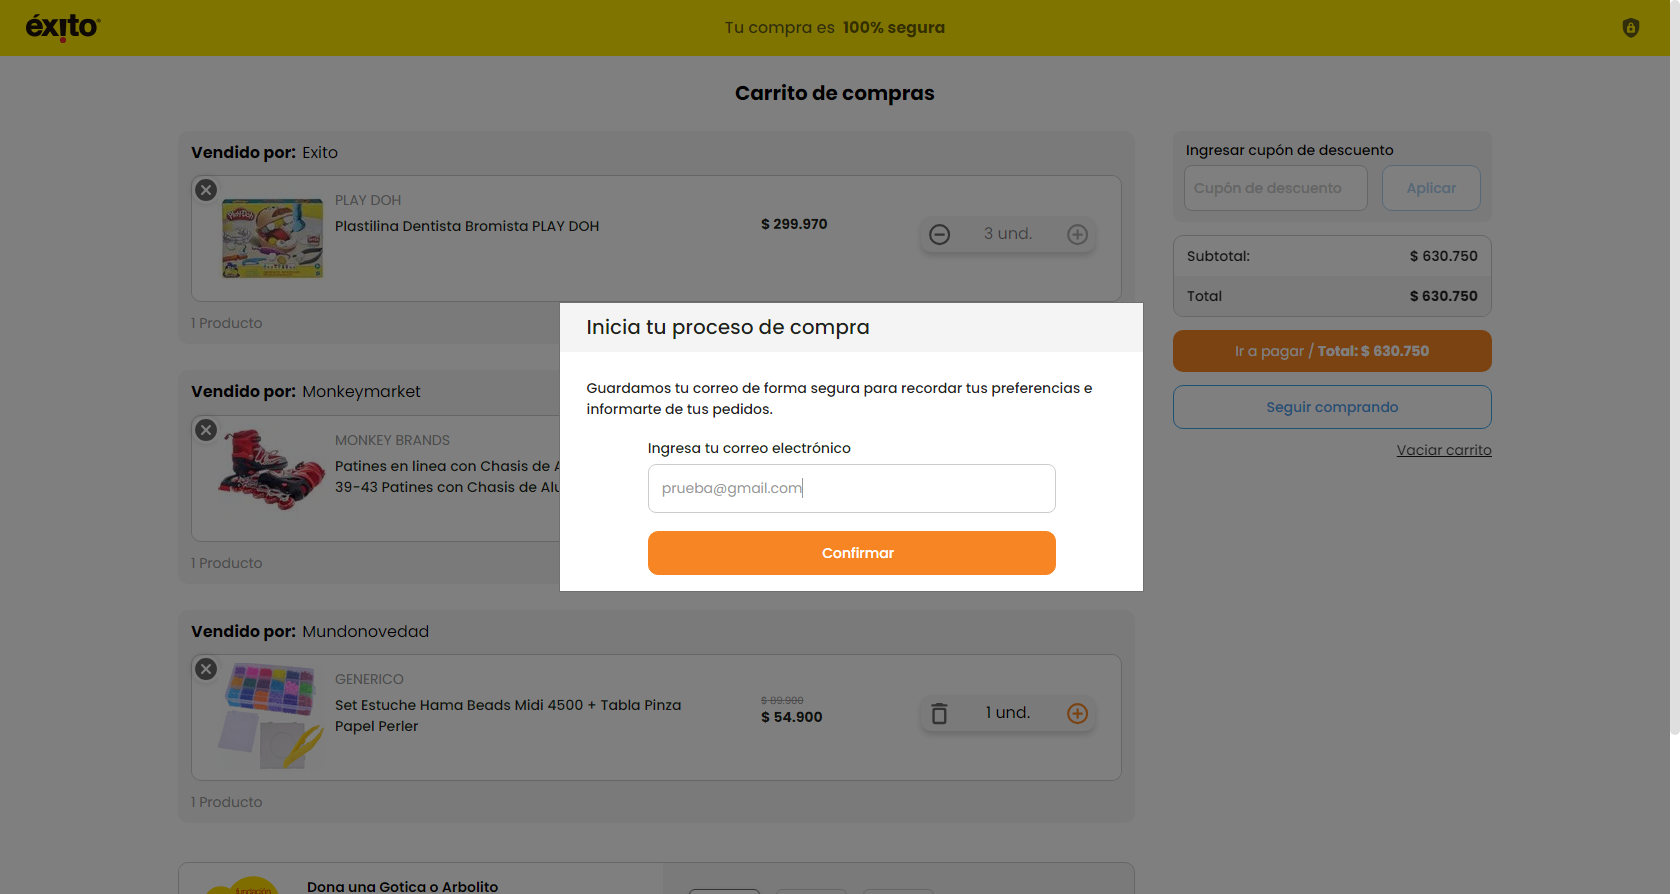 éxito
Tu compra es 100% segura
Carrito de compras
Vendido por: Exito
PLAY DOH
Plastilina Dentista Bromista PLAY DOH
$ 299.970
3 und.
1 Producto
Vendido por: Monkeymarket
MONKEY BRANDS
Patines en linea con Chasis de A
39-43 Patines con Chasis de Alu
1 Producto
Inicia tu proceso de compra
Guardamos tu correo de forma segura para recordar tus preferencias e
informarte de tus pedidos.
Ingresa tu correo electrónico
prueba@gmail.com
Confirmar
Vendido por: Mundonovedad
GENERICO
Set Estuche Hama Beads Midi 4500 + Tabla Pinza
Papel Perler
$ 89.900
$ 54.900
1 und.
1 Producto
fundación
Dona una Gotica o Arbolito
Ingresar cupón de descuento
Cupón de descuento
Aplicar
Subtotal: $ 630.750
Total $ 630.750
Ir a pagar / Total: $ 630.750
Seguir comprando
Vaciar carrito